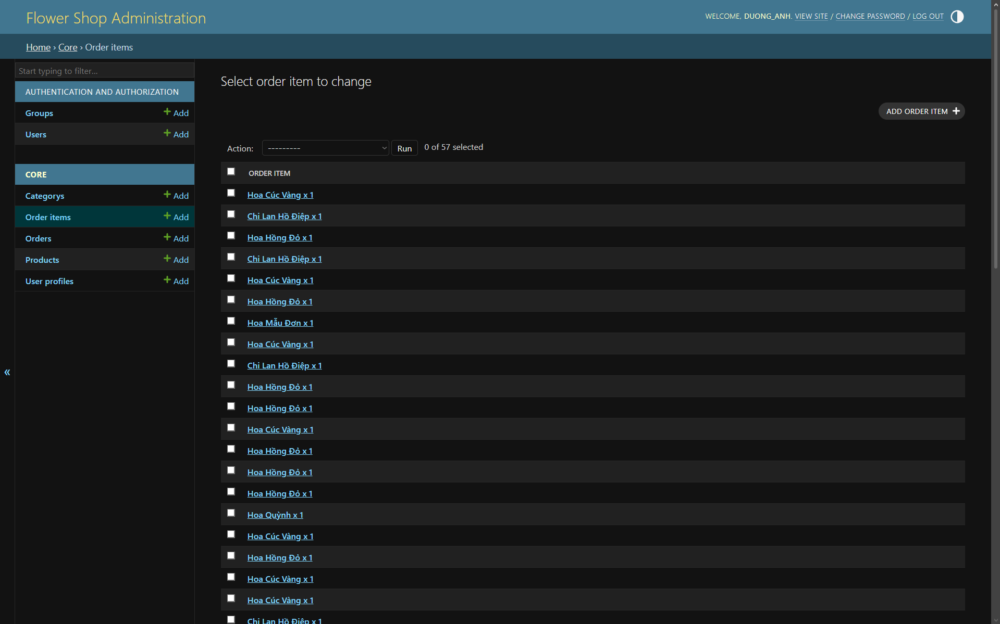 Flower Shop Administration
WELCOME, DUONG_ANH. VIEW SITE / CHANGE PASSWORD / LOG OUT
Home › Core › Order items
Start typing to filter...
AUTHENTICATION AND AUTHORIZATION
Groups + Add
Users + Add
CORE
Categorys + Add
Order items + Add
Orders + Add
Products + Add
User profiles + Add
«
Select order item to change
ADD ORDER ITEM +
Action: --------- Run 0 of 57 selected
ORDER ITEM
Hoa Cúc Vàng x 1
Chi Lan Hồ Điệp x 1
Hoa Hồng Đỏ x 1
Chi Lan Hồ Điệp x 1
Hoa Cúc Vàng x 1
Hoa Hồng Đỏ x 1
Hoa Mẫu Đơn x 1
Hoa Cúc Vàng x 1
Chi Lan Hồ Điệp x 1
Hoa Hồng Đỏ x 1
Hoa Hồng Đỏ x 1
Hoa Cúc Vàng x 1
Hoa Hồng Đỏ x 1
Hoa Hồng Đỏ x 1
Hoa Hồng Đỏ x 1
Hoa Quỳnh x 1
Hoa Cúc Vàng x 1
Hoa Hồng Đỏ x 1
Hoa Cúc Vàng x 1
Hoa Cúc Vàng x 1
Chi Lan Hồ Điệp x 1